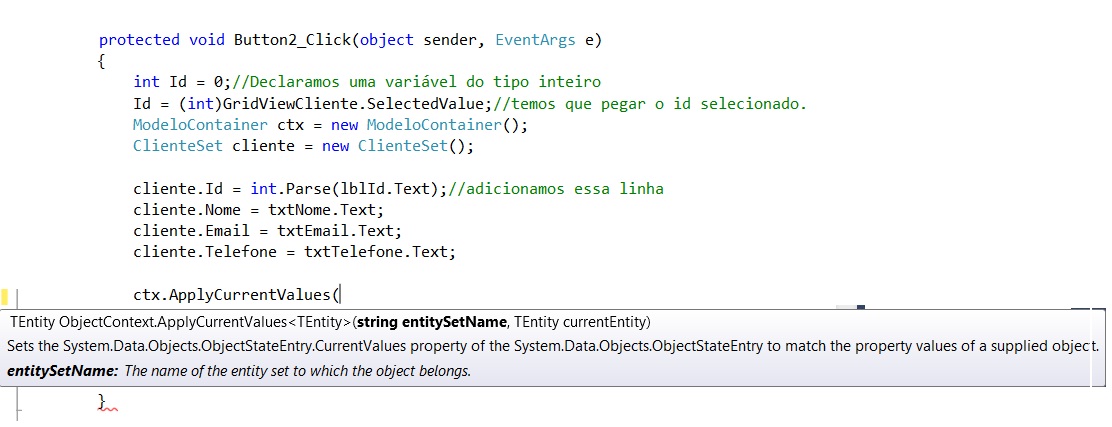 protected void Button2_Click(object sender, EventArgs e)
{
int Id = 0;//Declaramos uma variável do tipo inteiro
Id = (int)GridViewCliente.SelectedValue;//temos que pegar o id selecionado.
ModeloContainer ctx = new ModeloContainer();
ClienteSet cliente = new ClienteSet();
cliente.Id = int.Parse(lblId.Text);//adicionamos essa linha
cliente.Nome = txtNome.Text;
cliente.Email = txtEmail.Text;
cliente.Telefone = txtTelefone.Text;
ctx.ApplyCurrentValues(
TEntity ObjectContext.ApplyCurrentValues<TEntity>(string entitySetName, TEntity currentEntity)
Sets the System.Data.Objects.ObjectStateEntry.CurrentValues property of the System.Data.Objects.ObjectStateEntry to match the property values of a supplied object.
entitySetName: The name of the entity set to which the object belongs.
}